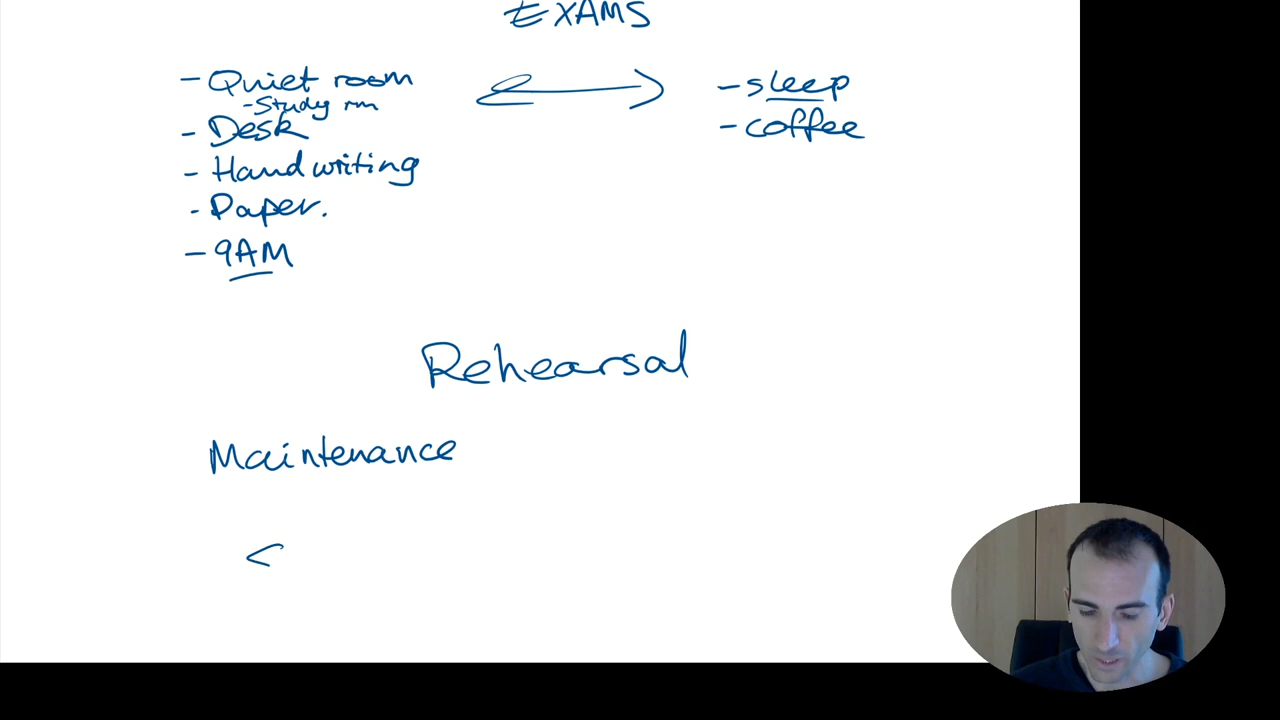 EXAMS
- Quiet room
- Study rm
- Desk
- Handwriting
- Paper.
- 9AM
- sleep
- coffee
Rehearsal
Maintenance